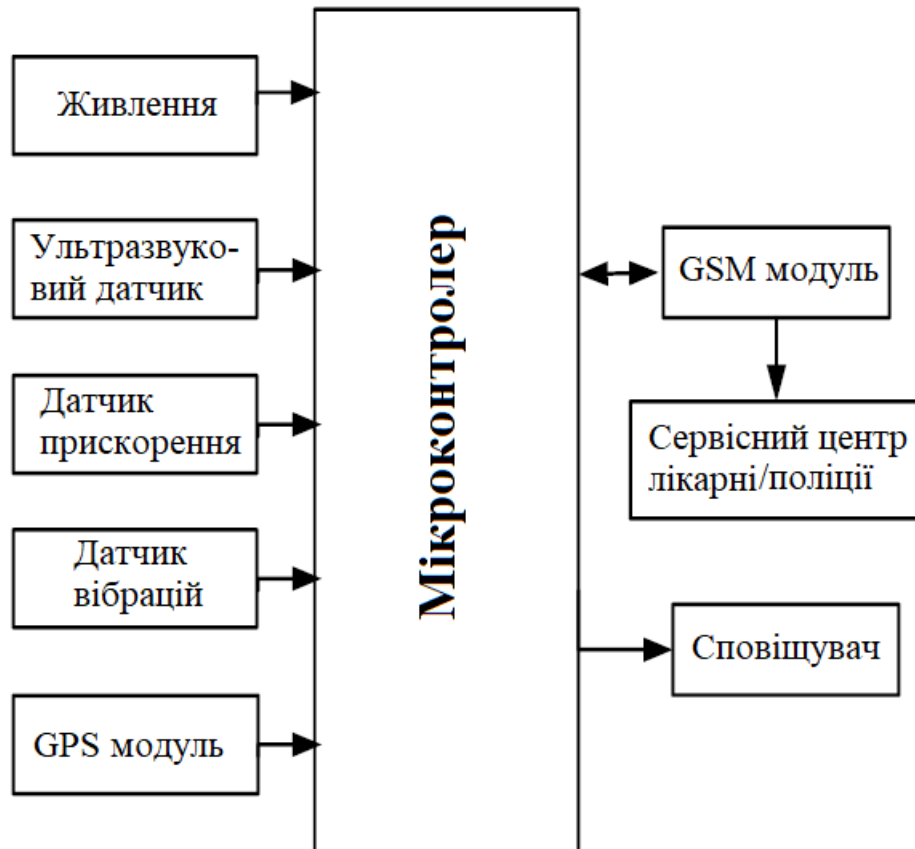 Живлення
Ультразвуко-
вий датчик
Датчик
прискорення
Датчик
вібрацій
GPS модуль
Мікроконтролер
GSM модуль
Сервісний центр
лікарні/поліції
Сповіщувач